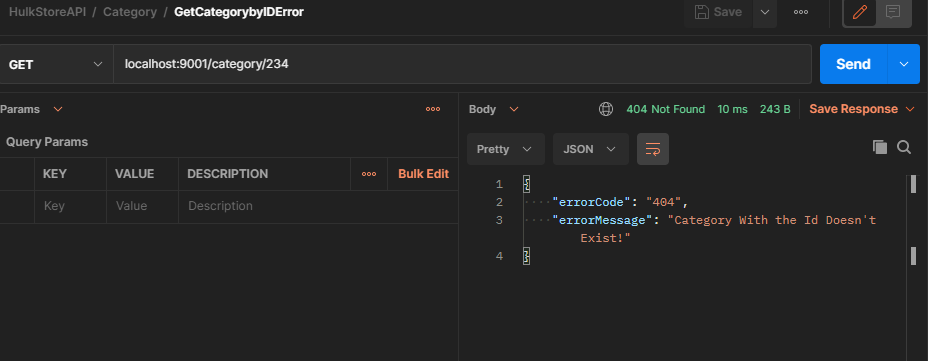 HulkStoreAPI / Category / GetCategorybyIDError
Save
GET
localhost:9001/category/234
Send
Params
Body
404 Not Found 10 ms 243 B Save Response
Query Params
Pretty
JSON
KEY VALUE DESCRIPTION Bulk Edit
Key Value Description
1 {
2 ····"errorCode": "404",
3 ····"errorMessage": "Category With the Id Doesn't
Exist!"
4 }